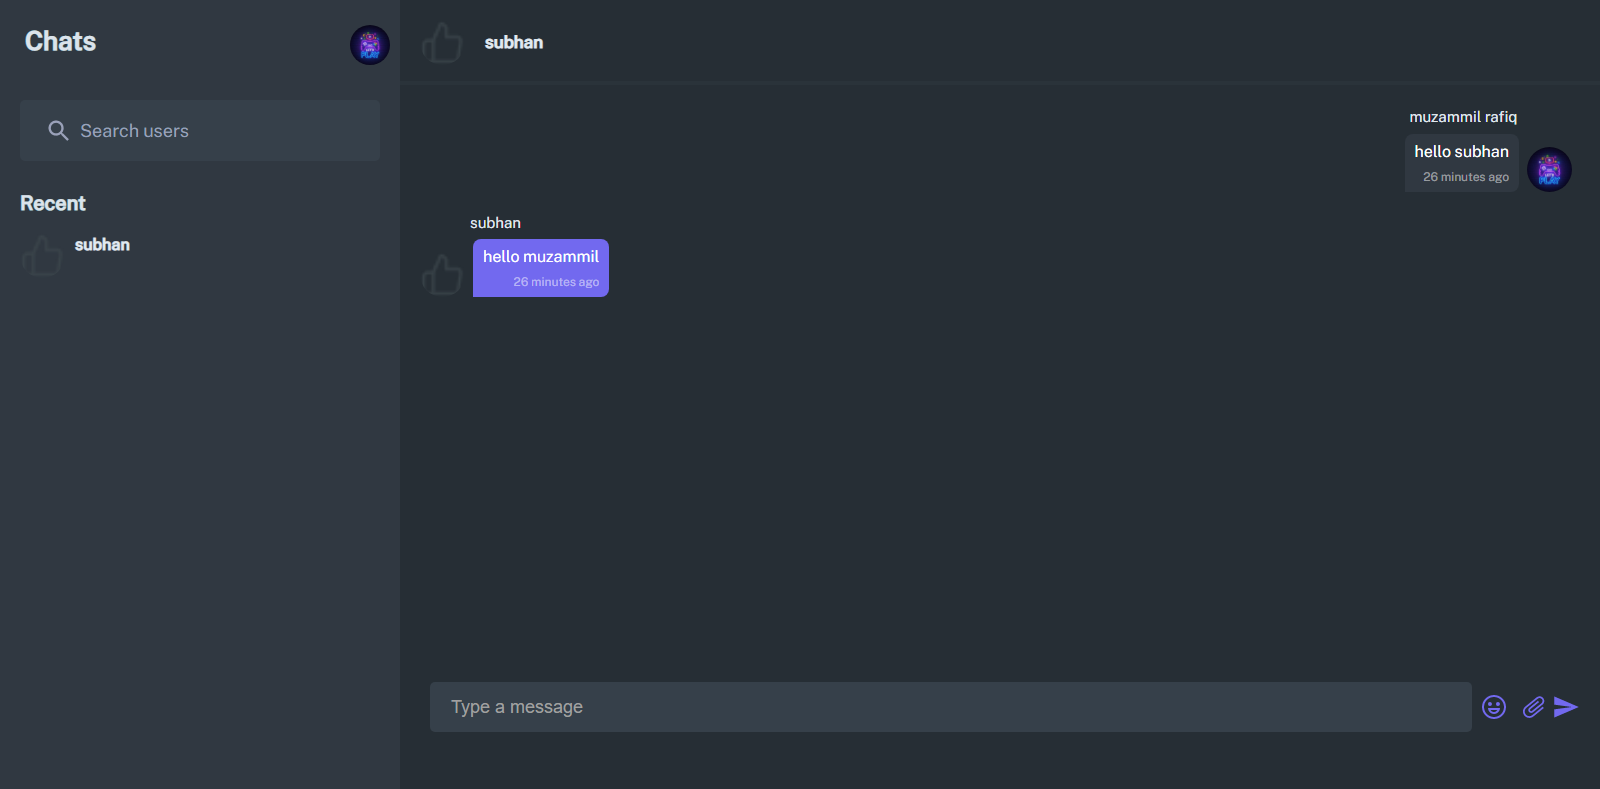 Chats
Search users
Recent
subhan
subhan
muzammil rafiq
hello subhan
26 minutes ago
subhan
hello muzammil
26 minutes ago
Type a message